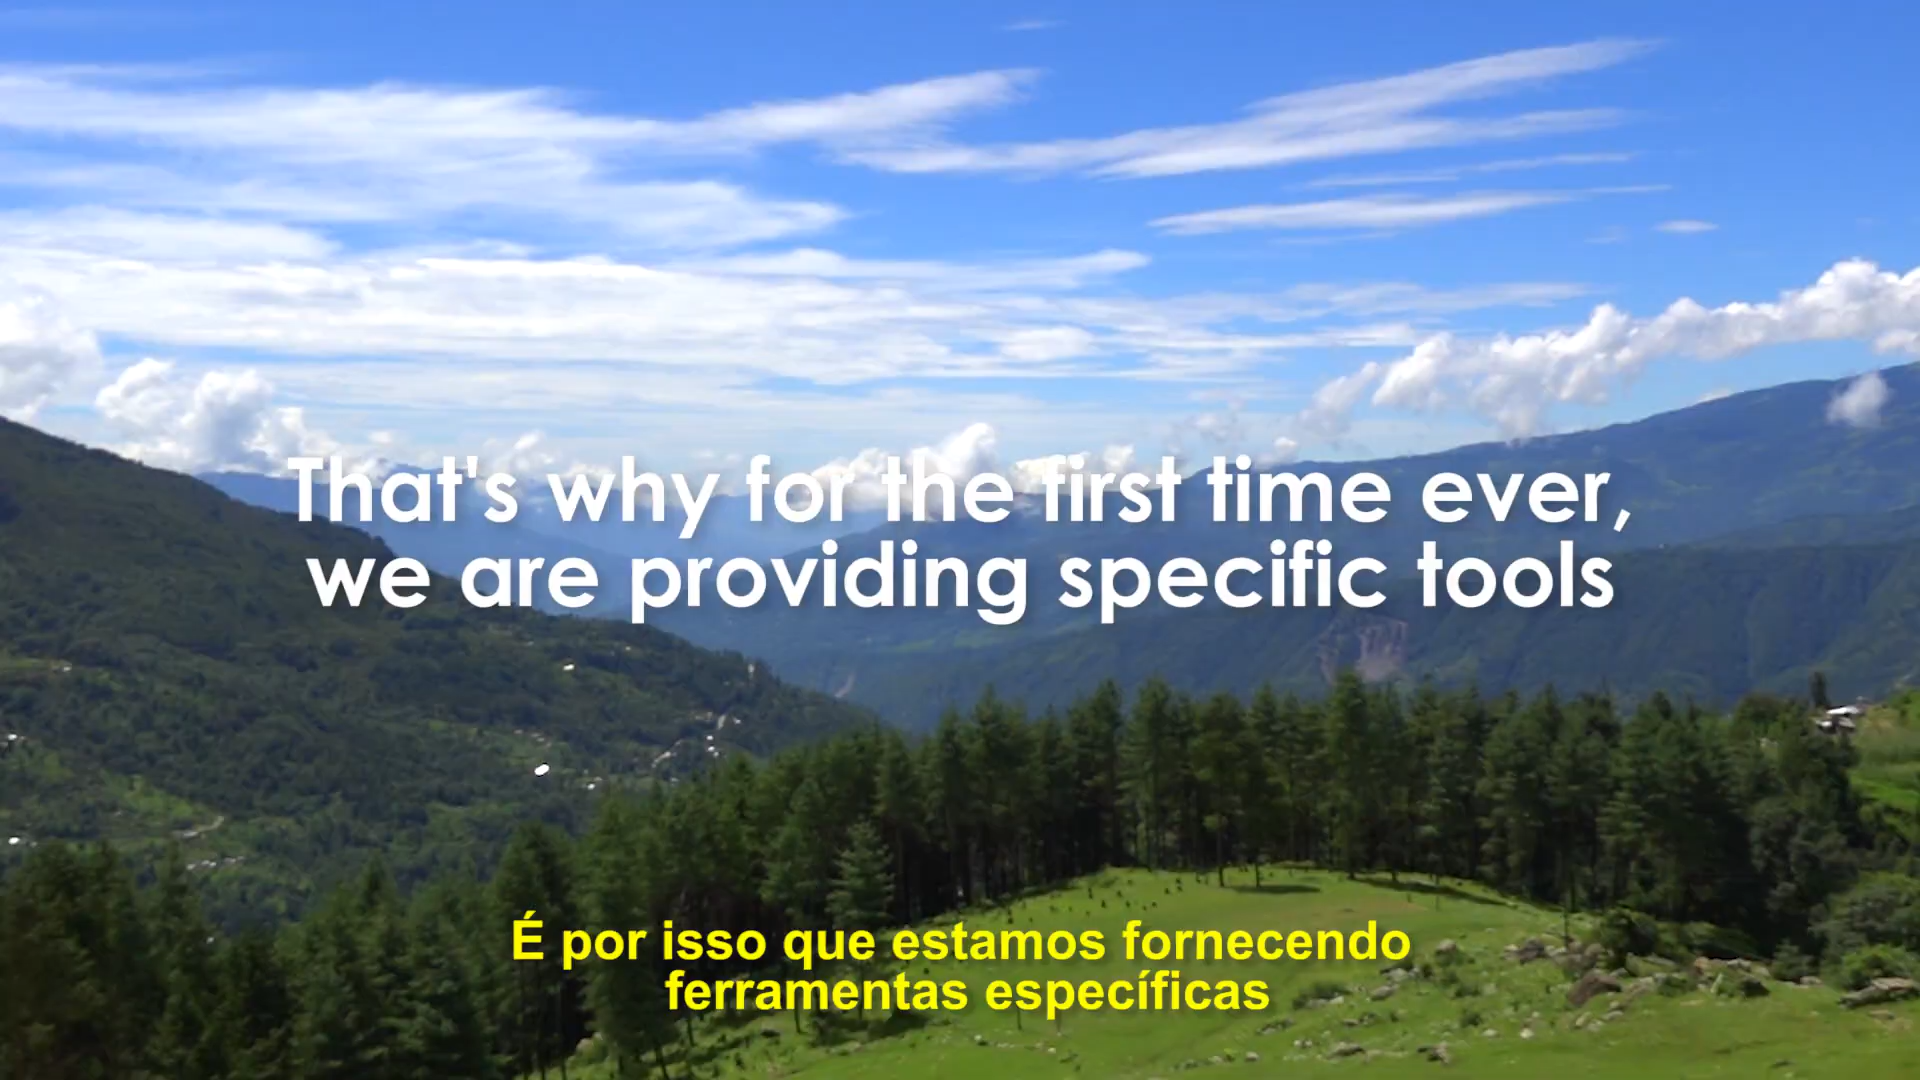 That's why for the first time ever,
we are providing specific tools
É por isso que estamos fornecendo
ferramentas específicas